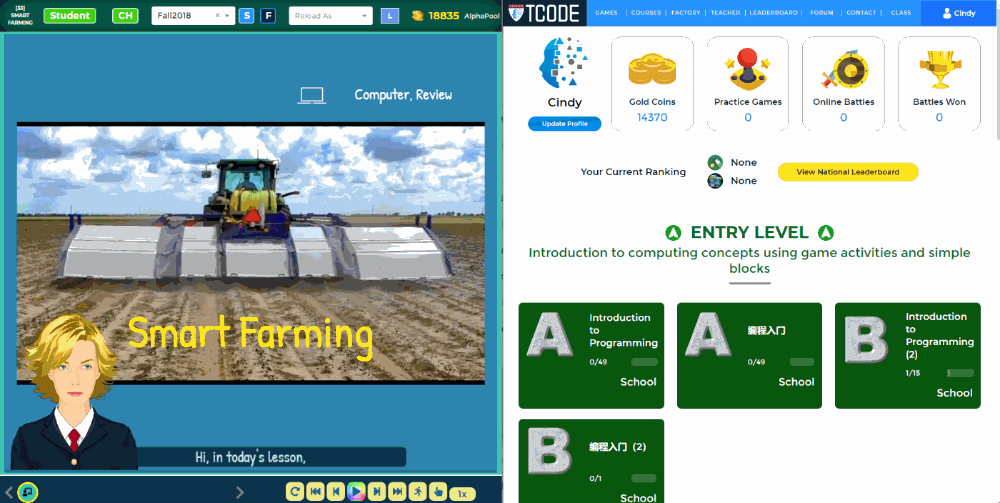 (33)
SMART
FARMING
Student
CH
Fall2018
S
F
Reload As
L
18835
AlphaPool
Computer, Review
Smart Farming
Hi, in today's lesson,
1x
TCODE
GAMES | COURSES | FACTORY | TEACHER | LEADERBOARD | FORUM | CONTACT | CLASS
Cindy
Cindy
Update Profile
Gold Coins
14370
Practice Games
0
Online Battles
0
Battles Won
0
Your Current Ranking
None
None
View National Leaderboard
ENTRY LEVEL
Introduction to computing concepts using game activities and simple
blocks
A
Introduction
to
Programming
0/49
School
A
编程入门
0/49
School
B
Introduction
to
Programming
(2)
1/15
School
B
编程入门（2）
0/1
School